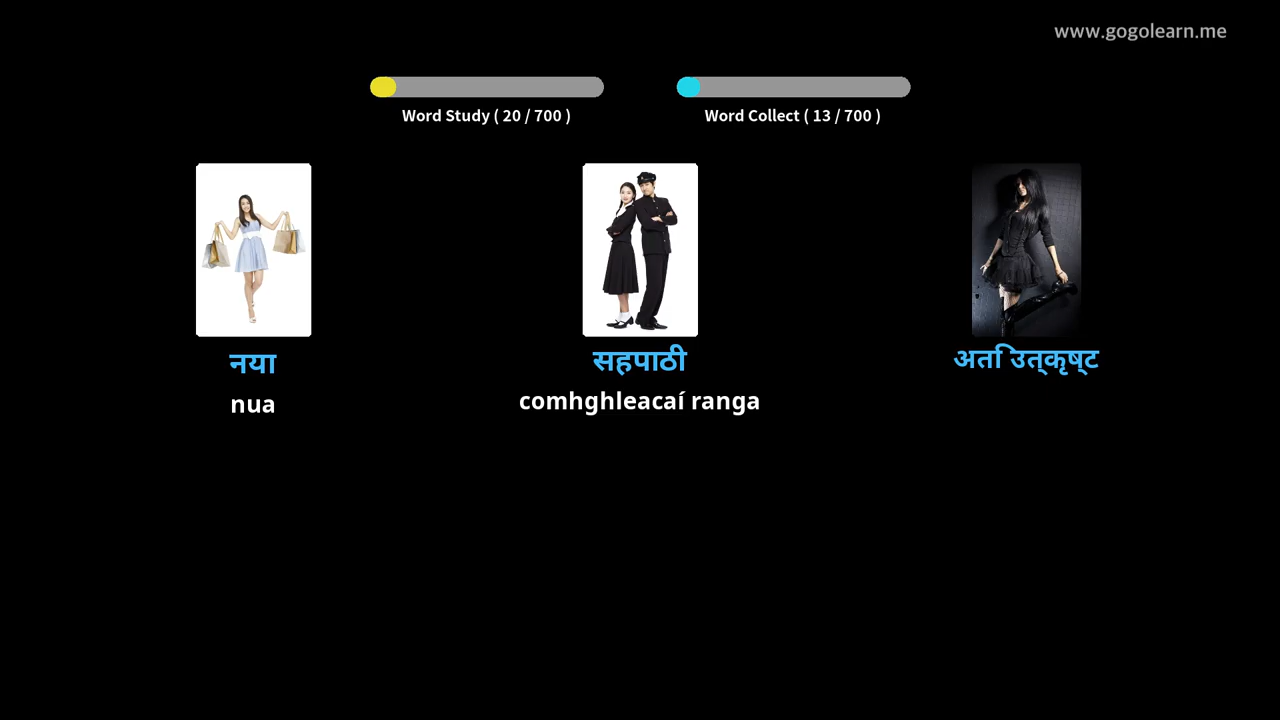 www.gogolearn.me
Word Study ( 20 / 700 )
Word Collect ( 13 / 700 )
नया
सहपाठी
अति उत्कृष्ट
nua
comhghleacaí ranga